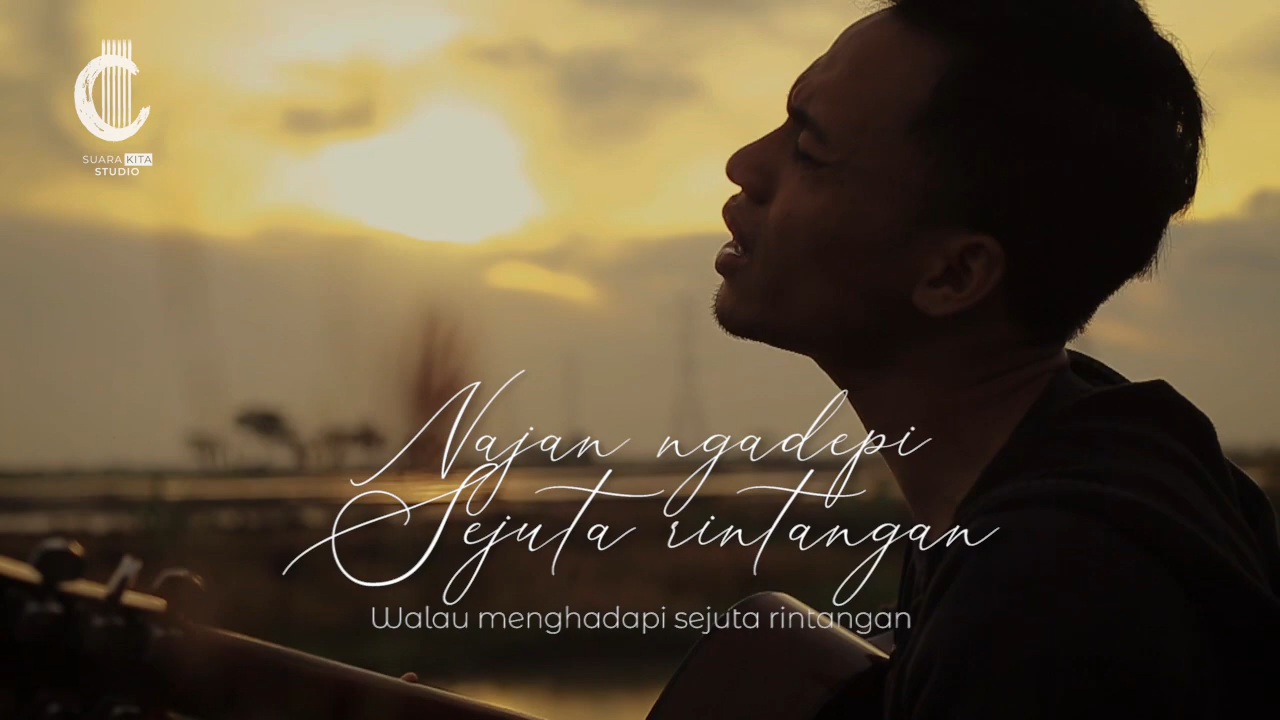 SUARA KITA
STUDIO
Najan ngadepi
Sejuta rintangan
Walau menghadapi sejuta rintangan